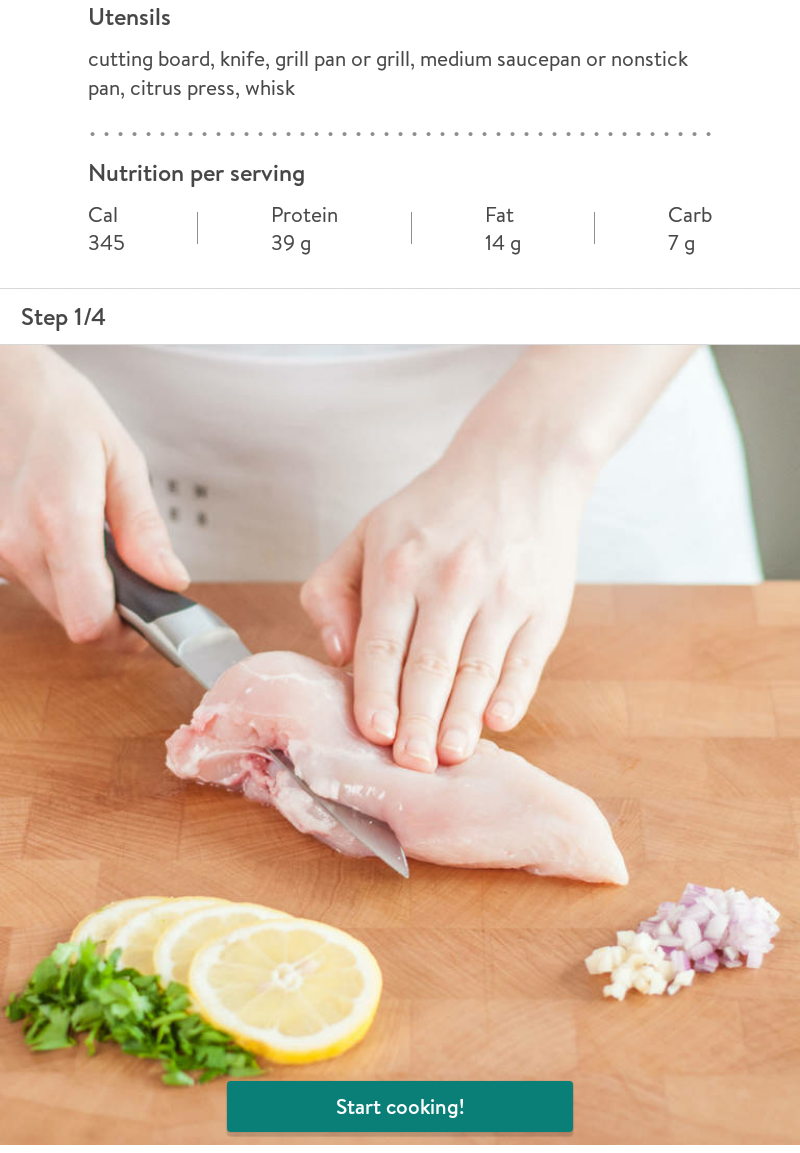 Utensils
cutting board, knife, grill pan or grill, medium saucepan or nonstick
pan, citrus press, whisk
Nutrition per serving
Cal Protein Fat Carb
345 39 g 14 g 7 g
Step 1/4
Start cooking!